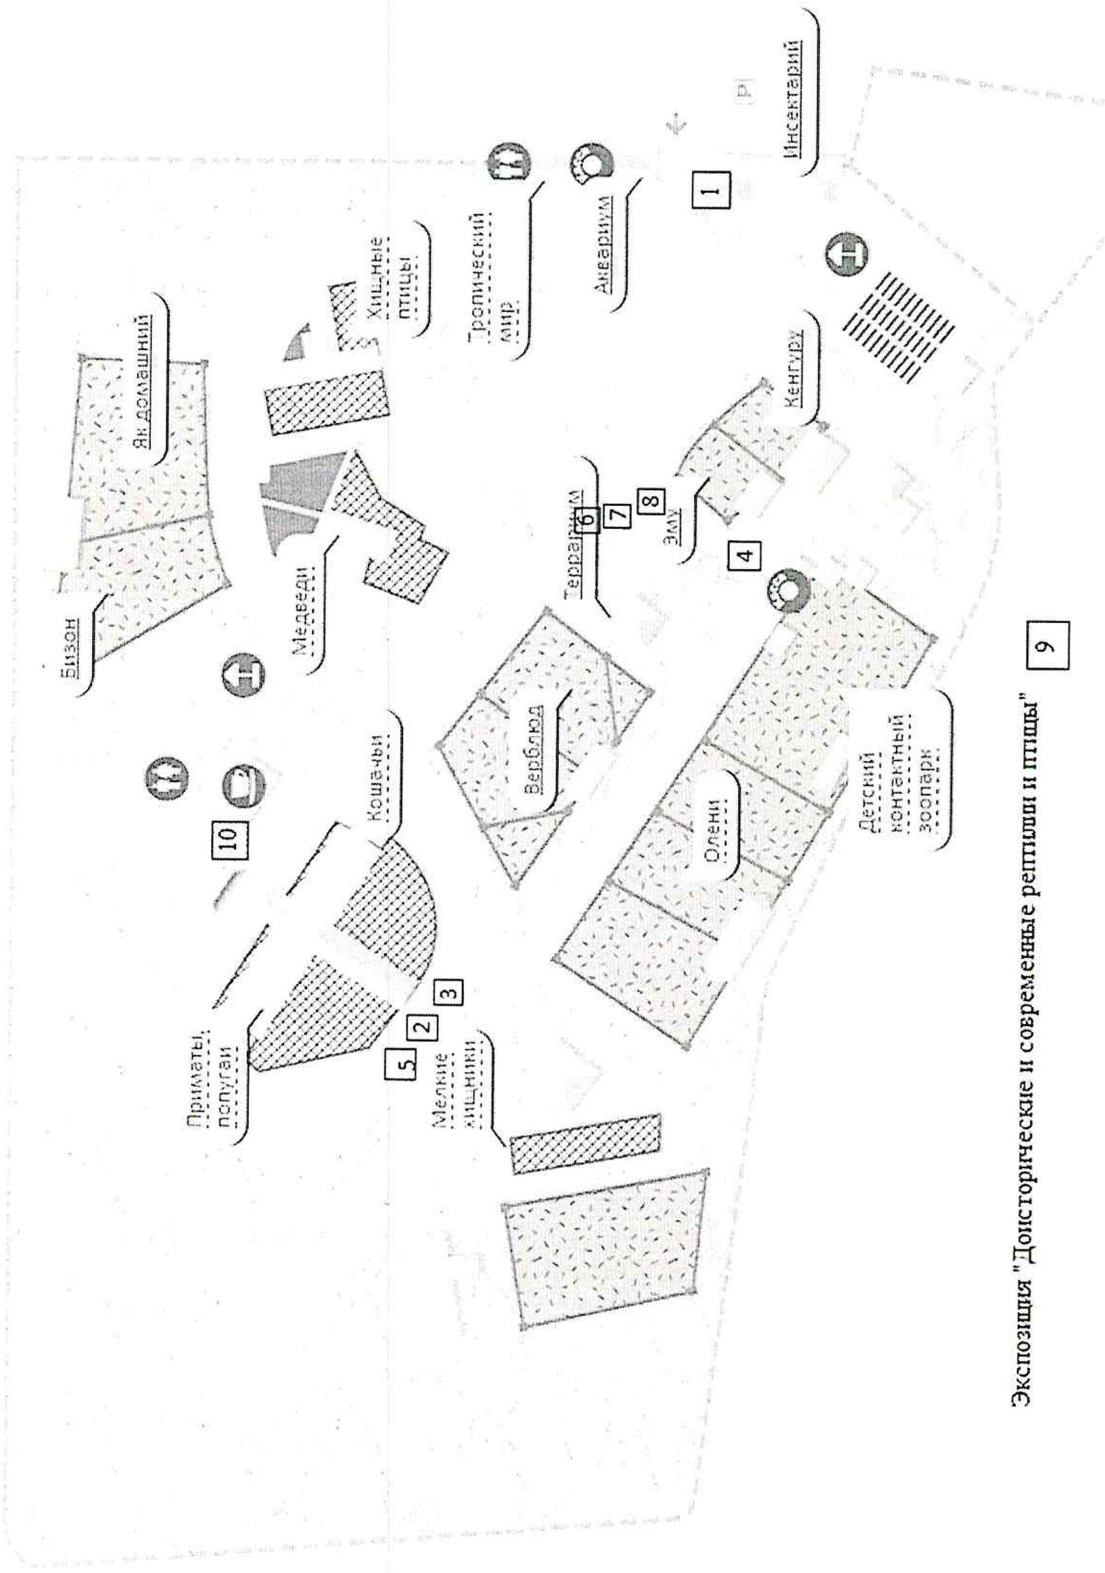 Бизон
Як домашний
Приматы,
попугаи
10
Медведи
Кошачьи
Хищные
птицы
5
2
3
Мелкие
хищники
Тропический
мир
Верблюд
Террариум
6
7
8
Аквариум
Эму
Олени
1
4
P
Кенгуру
Инсектарий
Детский
контактный
зоопарк
Экспозиция "Доисторические и современные рептилии и птицы" 9